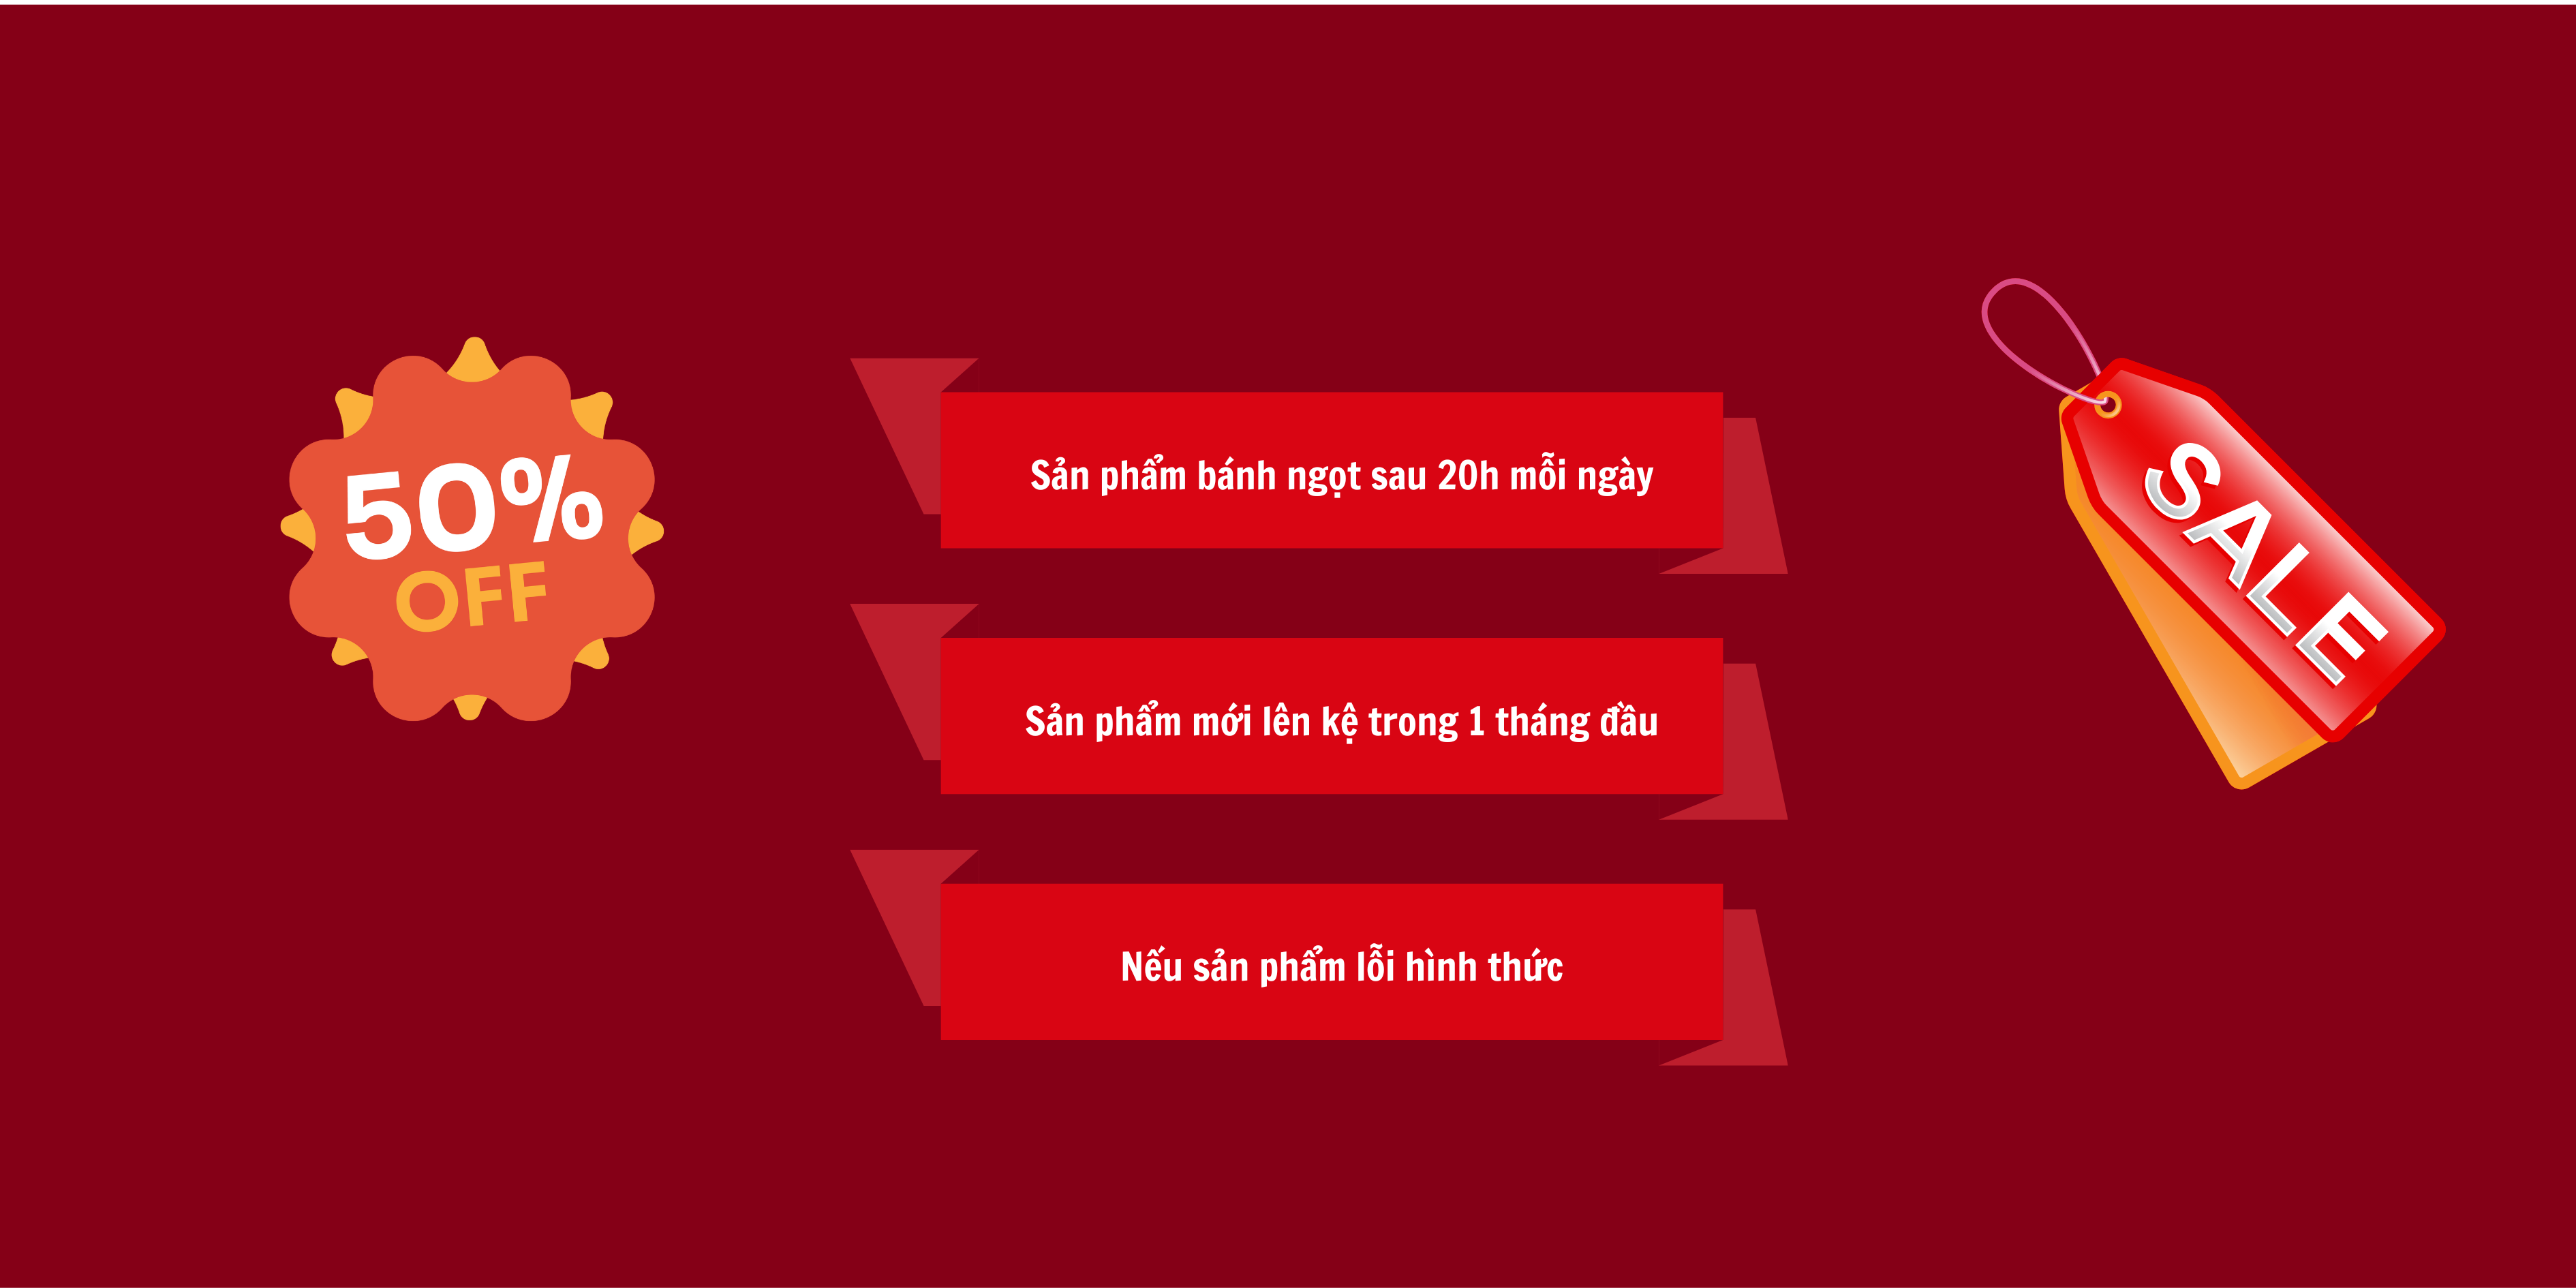 50%
OFF
Sản phẩm bánh ngọt sau 20h mỗi ngày
Sản phẩm mới lên kệ trong 1 tháng đầu
Nếu sản phẩm lỗi hình thức
SALE